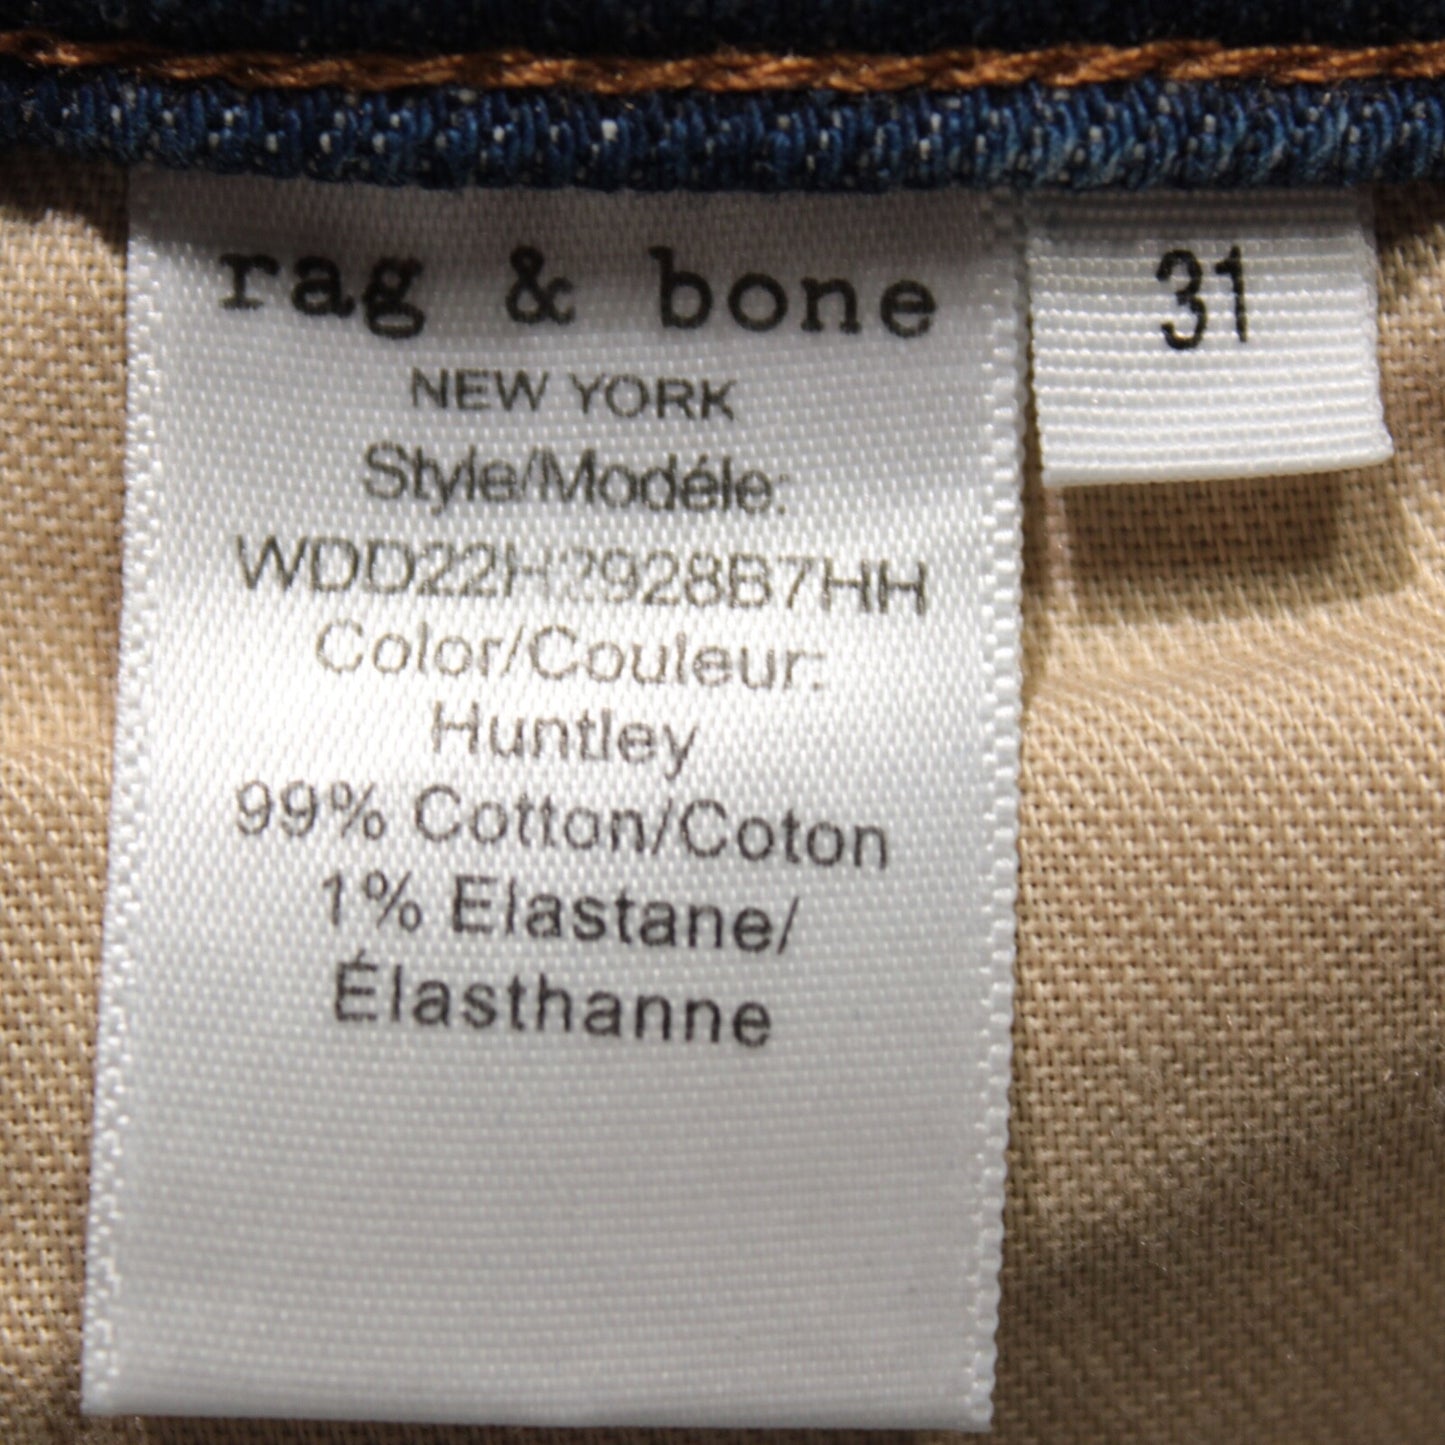 rag & bone
31
NEW YORK
Style/Modéle:
WDD22H2928B7HH
Color/Couleur:
Huntley
99% Cotton/Coton
1% Elastane/
Élasthanne